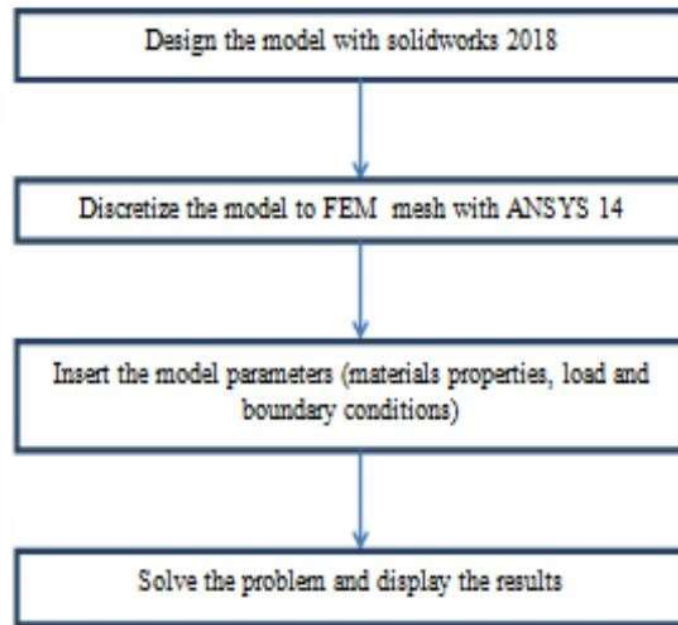 Design the model with solidworks 2018
Discretize the model to FEM mesh with ANSYS 14
Insert the model parameters (materials properties, load and
boundary conditions)
Solve the problem and display the results